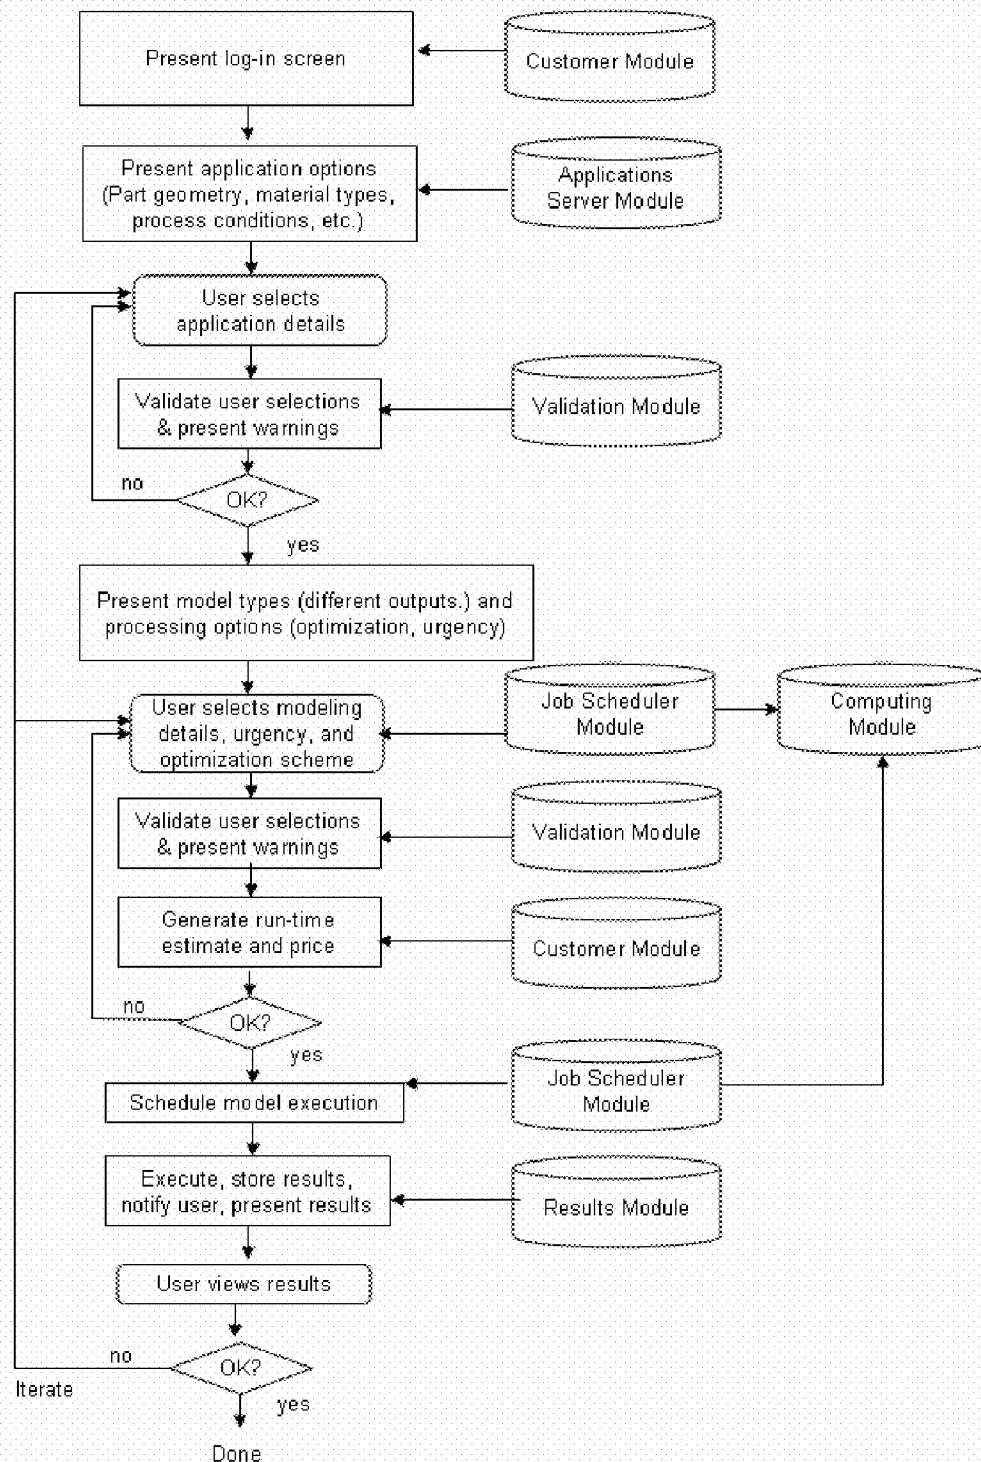 Present log-in screen
Customer Module
Present application options
(Part geometry, material types,
process conditions, etc.)
Applications
Server Module
User selects
application details
Validate user selections
& present warnings
Validation Module
no
OK?
yes
Present model types (different outputs.) and
processing options (optimization, urgency)
User selects modeling
details, urgency, and
optimization scheme
Job Scheduler
Module
Computing
Module
Validate user selections
& present warnings
Validation Module
Generate run-time
estimate and price
Customer Module
no
OK?
yes
Schedule model execution
Job Scheduler
Module
Execute, store results,
notify user, present results
Results Module
User views results
no
OK?
Iterate
yes
Done